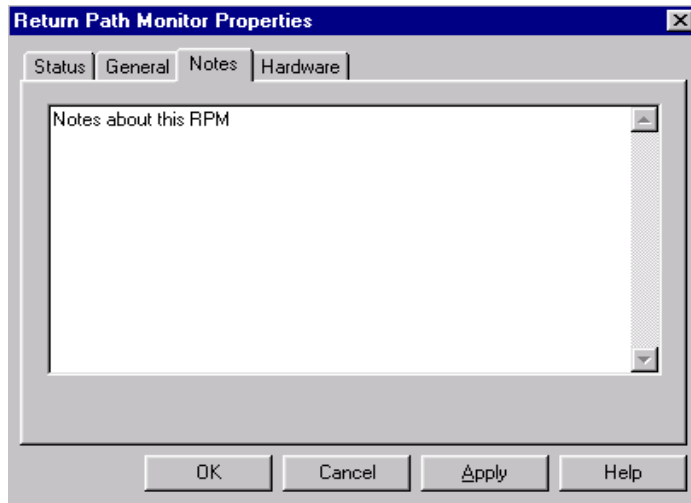 Return Path Monitor Properties
Status General Notes Hardware
Notes about this RPM
OK Cancel Apply Help